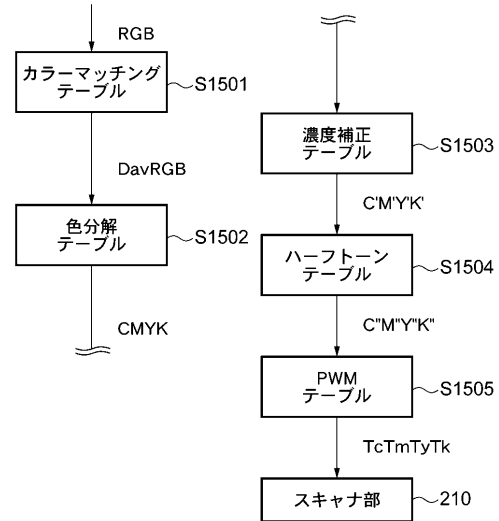 RGB
カラーマッチング
テーブル
S1501
DavRGB
色分解
テーブル
S1502
CMYK
濃度補正
テーブル
S1503
C'M'Y'K'
ハーフトーン
テーブル
S1504
C"M"Y"K"
PWM
テーブル
S1505
TcTmTyTk
スキャナ部
210